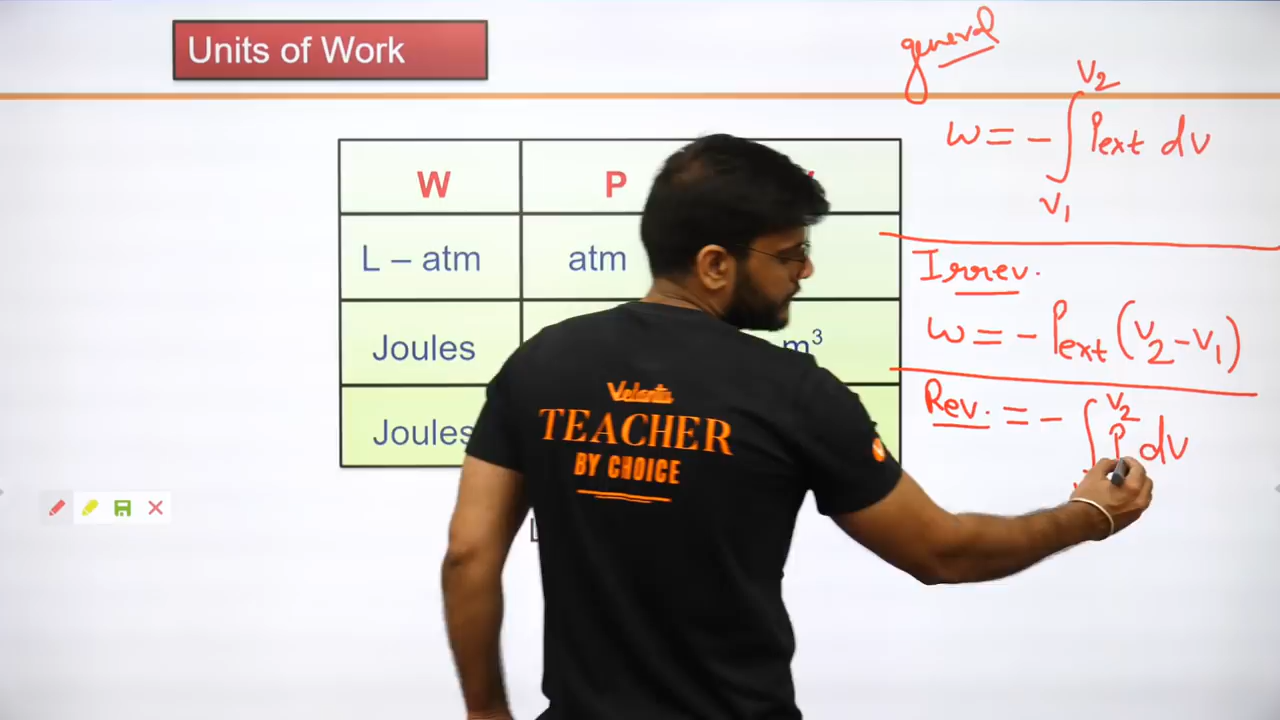 Units of Work
general
W = - ∫ V2 V1 Pext dv
W P
L – atm atm
Joules m³
Joules
Irrev.
W = - Pext (V2 - V1)
Rev. = - ∫ V2 P dv
Vedantu
TEACHER
BY CHOICE